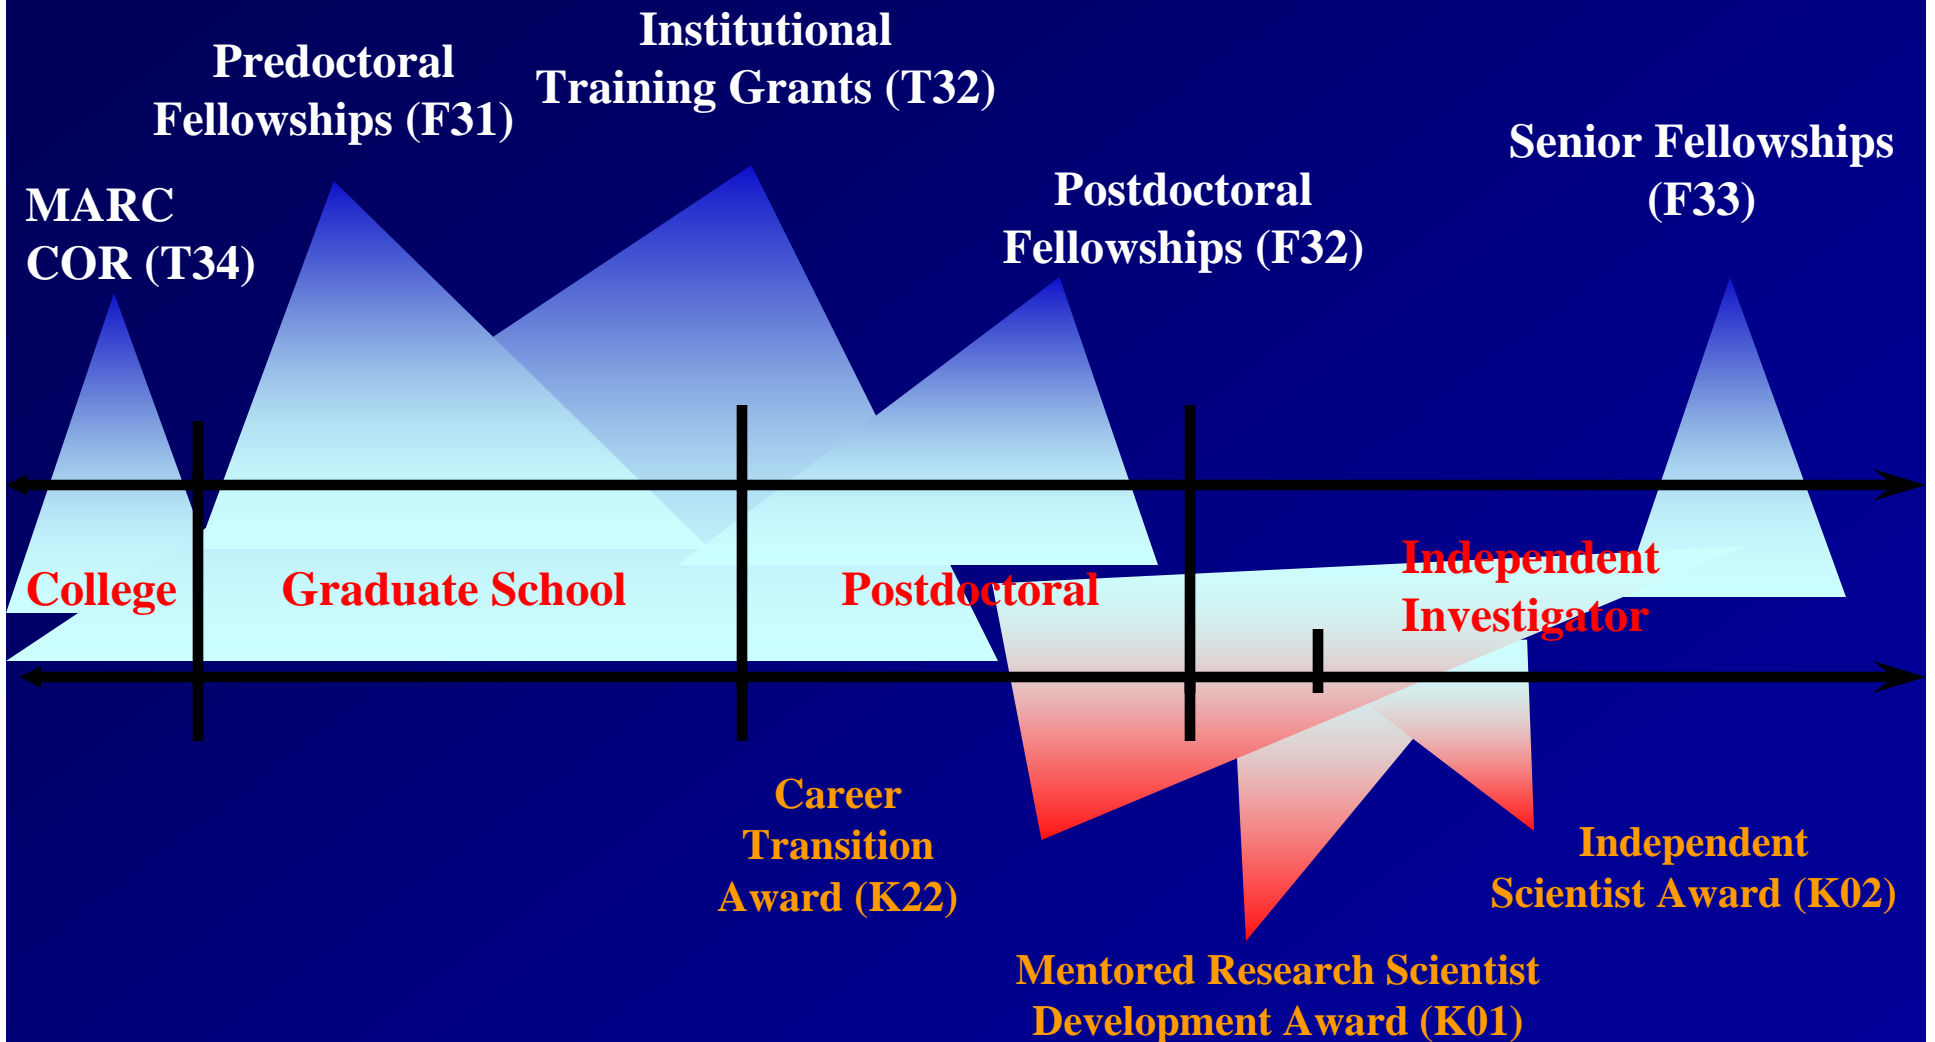 Predoctoral
Fellowships (F31)
Institutional
Training Grants (T32)
MARC
COR (T34)
Postdoctoral
Fellowships (F32)
Senior Fellowships
(F33)
College
Graduate School
Postdoctoral
Independent
Investigator
Career
Transition
Award (K22)
Mentored Research Scientist
Development Award (K01)
Independent
Scientist Award (K02)